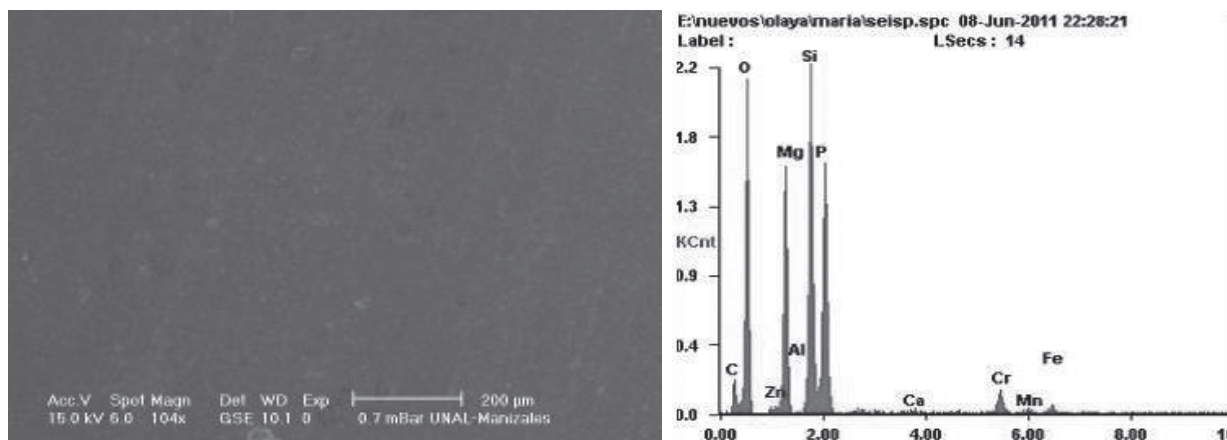 Acc.V Spot Magn Det WD Exp 200 µm
15.0 kV 6.0 104x GSE 10.1 0 0.7 mBar UNAL-Manizales
E:\nuevos\olaya\maria\seisp.spc 08-Jun-2011 22:28:21
Label : LSecs : 14
2.2
1.8
1.3
KCnt
0.9
0.4
0.0
C
O
Zn
Mg
Al
Si
P
Ca
Cr
Mn
Fe
0.00 2.00 4.00 6.00 8.00